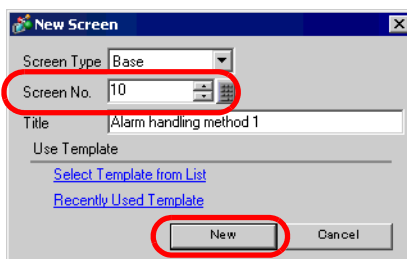 New Screen
Screen Type Base
Screen No. 10
Title Alarm handling method 1
Use Template
Select Template from List
Recently Used Template
New Cancel